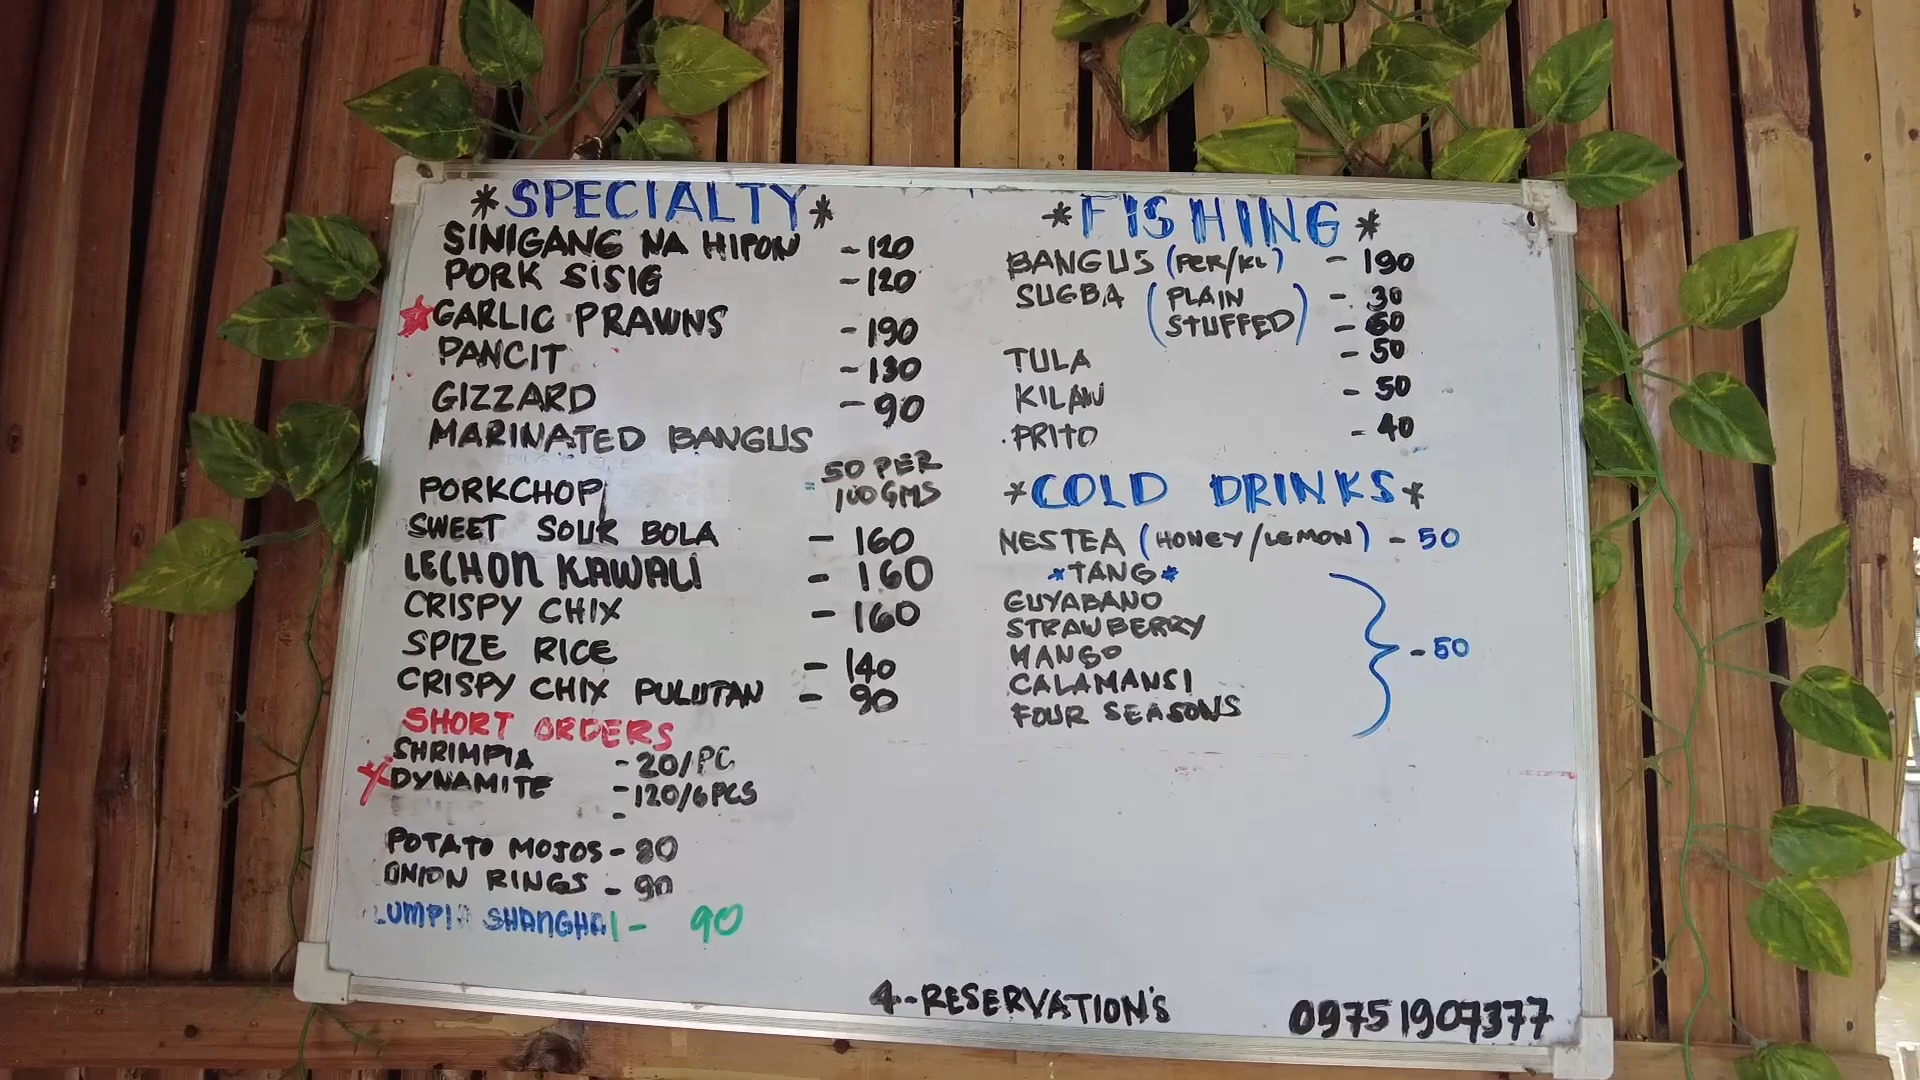 *SPECIALTY*
SINIGANG NA HIPON - 120
PORK SISIG - 120
GARLIC PRAWNS - 190
PANCIT - 130
GIZZARD - 90
MARINATED BANGUS
= 50 PER 100 GMS
PORKCHOP
SWEET SOUR BOLA - 160
LECHON KAWALI - 160
CRISPY CHIX - 160
SPIZE RICE - 140
CRISPY CHIX PULUTAN - 90
SHORT ORDERS
SHRIMPIA - 20/PC
DYNAMITE - 120/6PCS
-
POTATO MOJOS - 80
ONION RINGS - 90
LUMPIA SHANGHAI - 90
*FISHING*
BANGUS (PER/KL) - 190
SUGBA (PLAIN - 30
STUFFED) - 60
TULA - 50
KILAW - 50
PRITO - 40
*COLD DRINKS*
NESTEA (HONEY/LEMON) - 50
*TANG*
GUYABANO
STRAWBERRY
MANGO - 50
CALAMANSI
FOUR SEASONS
4-RESERVATION'S 09751907377